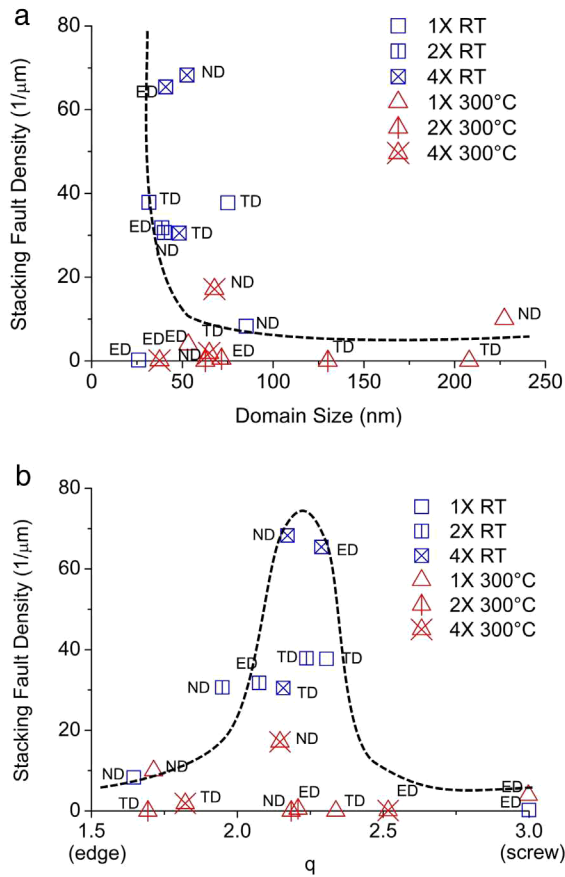 a
Stacking Fault Density (1/μm)
80
60
40
20
0
0 50 100 150 200 250
Domain Size (nm)
1X RT
2X RT
4X RT
1X 300°C
2X 300°C
4X 300°C
ND
ED
TD
TD
ED
TD
ND
ND
TD
ND
ND
ED
ED
ED
ND
ED
TD
TD
b
Stacking Fault Density (1/μm)
80
60
40
20
0
1.5 2.0 2.5 3.0
(edge) (screw)
q
1X RT
2X RT
4X RT
1X 300°C
2X 300°C
4X 300°C
ND
ED
ED
TD
TD
ND
TD
ND
ND
ND
ED
ED
ED
ED
TD
TD
ND
TD